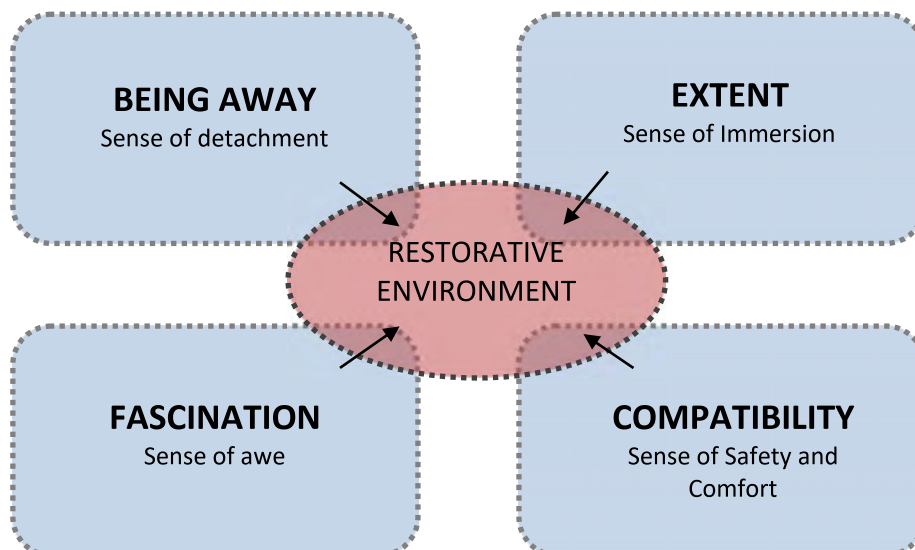 BEING AWAY
Sense of detachment
EXTENT
Sense of Immersion
RESTORATIVE
ENVIRONMENT
FASCINATION
Sense of awe
COMPATIBILITY
Sense of Safety and
Comfort